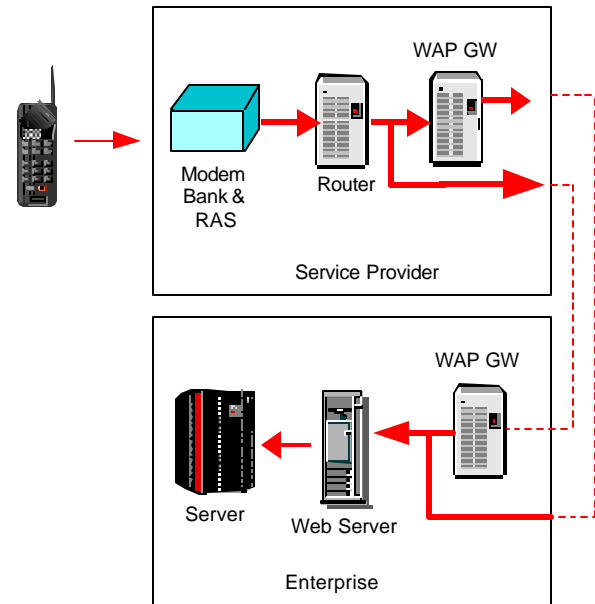 WAP GW
Modem
Bank &
RAS
Router
Service Provider
WAP GW
Server
Web Server
Enterprise